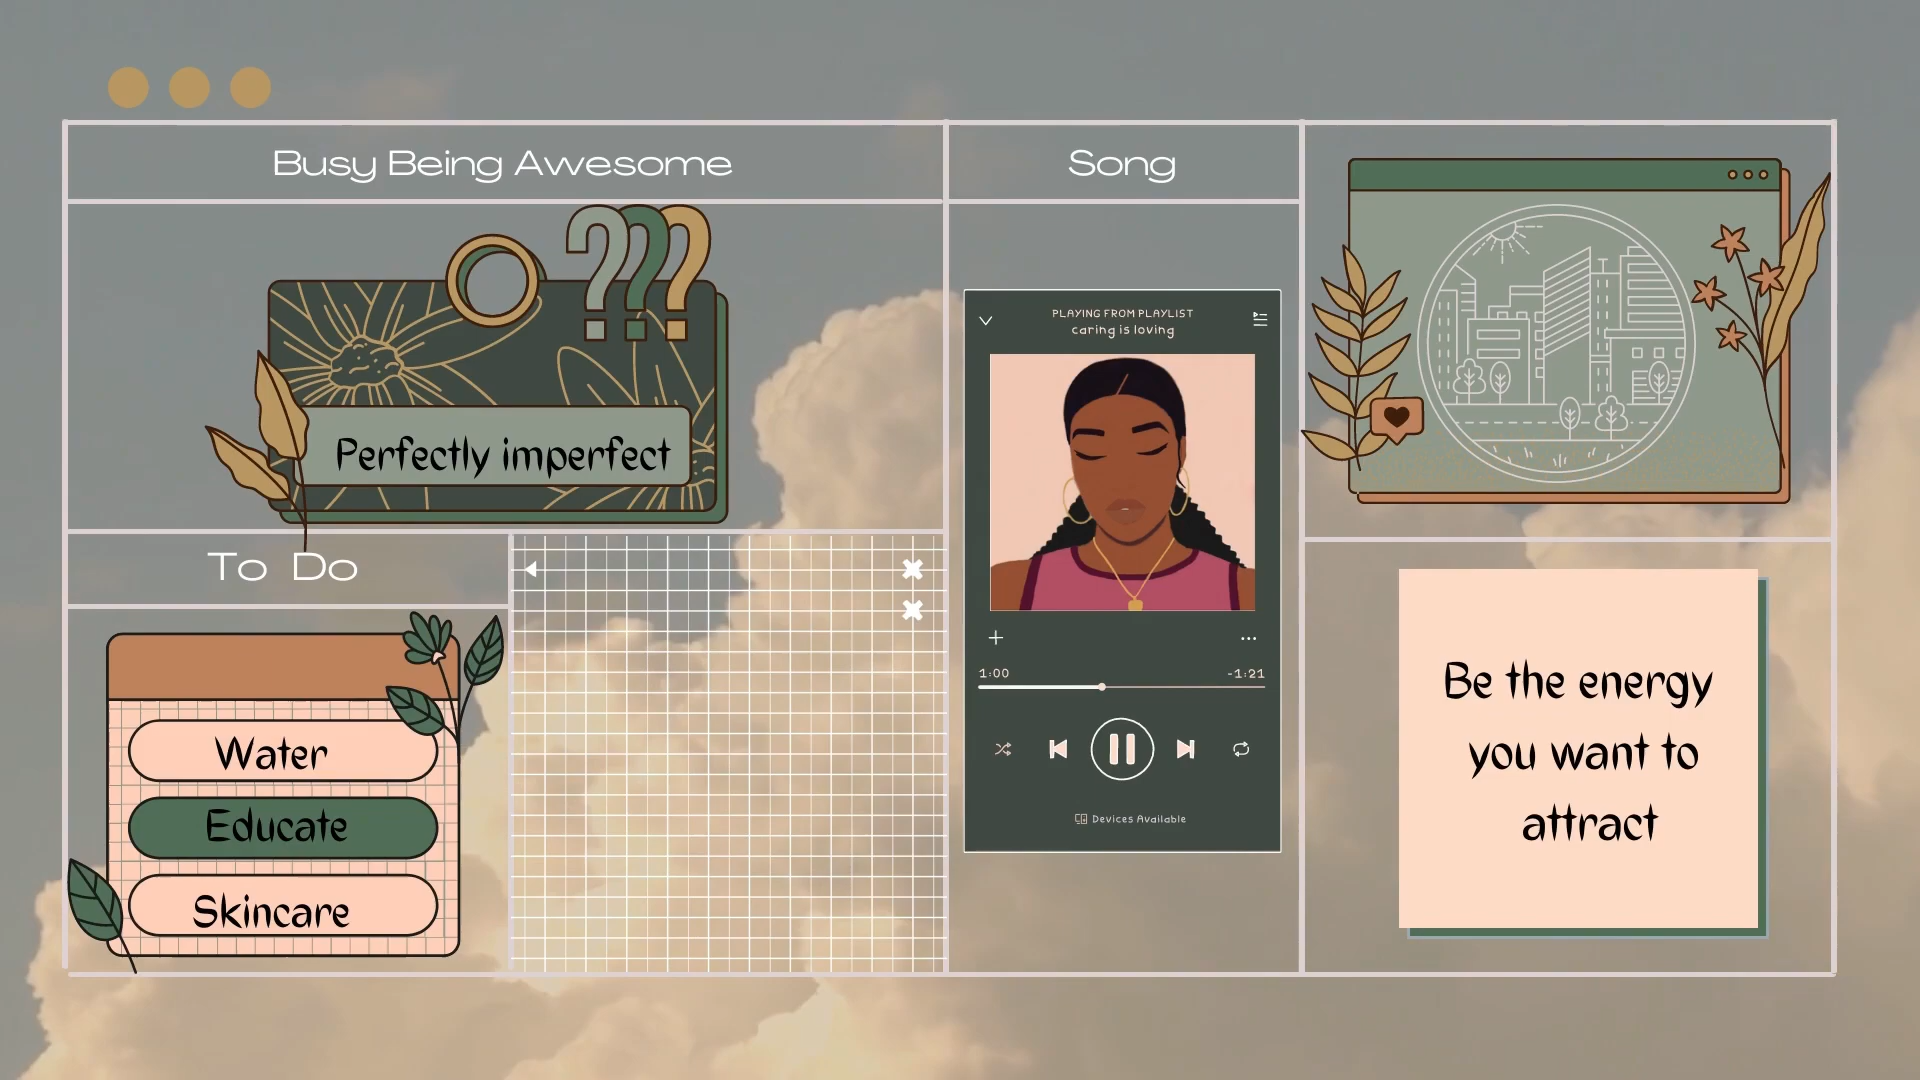 Busy Being Awesome
???
Perfectly imperfect
To Do
Water
Educate
Skincare
Song
PLAYING FROM PLAYLIST
caring is loving
1:00
-1:21
Devices Available
Be the energy
you want to
attract